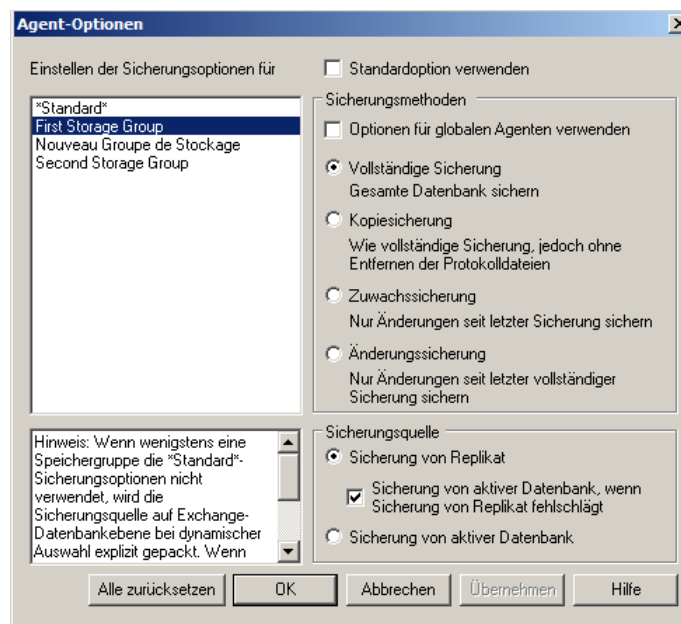 Agent-Optionen
Einstellen der Sicherungsoptionen für
Standardoption verwenden
*Standard*
First Storage Group
Nouveau Groupe de Stockage
Second Storage Group
Sicherungsmethoden
Optionen für globalen Agenten verwenden
Vollständige Sicherung
Gesamte Datenbank sichern
Kopiesicherung
Wie vollständige Sicherung, jedoch ohne
Entfernen der Protokolldateien
Zuwachssicherung
Nur Änderungen seit letzter Sicherung sichern
Änderungssicherung
Nur Änderungen seit letzter vollständiger
Sicherung sichern
Hinweis: Wenn wenigstens eine
Speichergruppe die *Standard*-
Sicherungsoptionen nicht
verwendet, wird die
Sicherungsquelle auf Exchange-
Datenbankebene bei dynamischer
Auswahl explizit gepackt. Wenn
Sicherungsquelle
Sicherung von Replikat
Sicherung von aktiver Datenbank, wenn
Sicherung von Replikat fehlschlägt
Sicherung von aktiver Datenbank
Alle zurücksetzen
OK
Abbrechen
Übernehmen
Hilfe